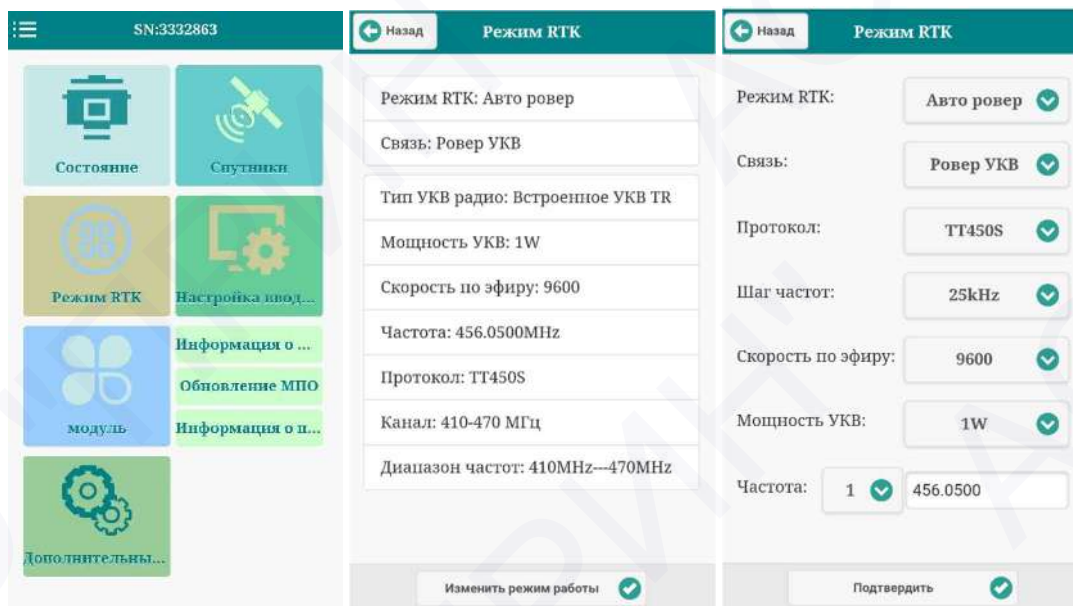 SN:3332863
Состояние
Спутники
Режим RTK
Настройка ввод...
Информация о ...
Обновление МПО
модуль
Информация о п...
Дополнительны...
Назад
Режим RTK
Режим RTK: Авто ровер
Связь: Ровер УКВ
Тип УКВ радио: Встроенное УКВ TR
Мощность УКВ: 1W
Скорость по эфиру: 9600
Частота: 456.0500MHz
Протокол: TT450S
Канал: 410-470 МГц
Диапазон частот: 410MHz---470MHz
Изменить режим работы
Назад
Режим RTK
Режим RTK: Авто ровер
Связь: Ровер УКВ
Протокол: TT450S
Шаг частот: 25kHz
Скорость по эфиру: 9600
Мощность УКВ: 1W
Частота: 1 456.0500
Подтвердить